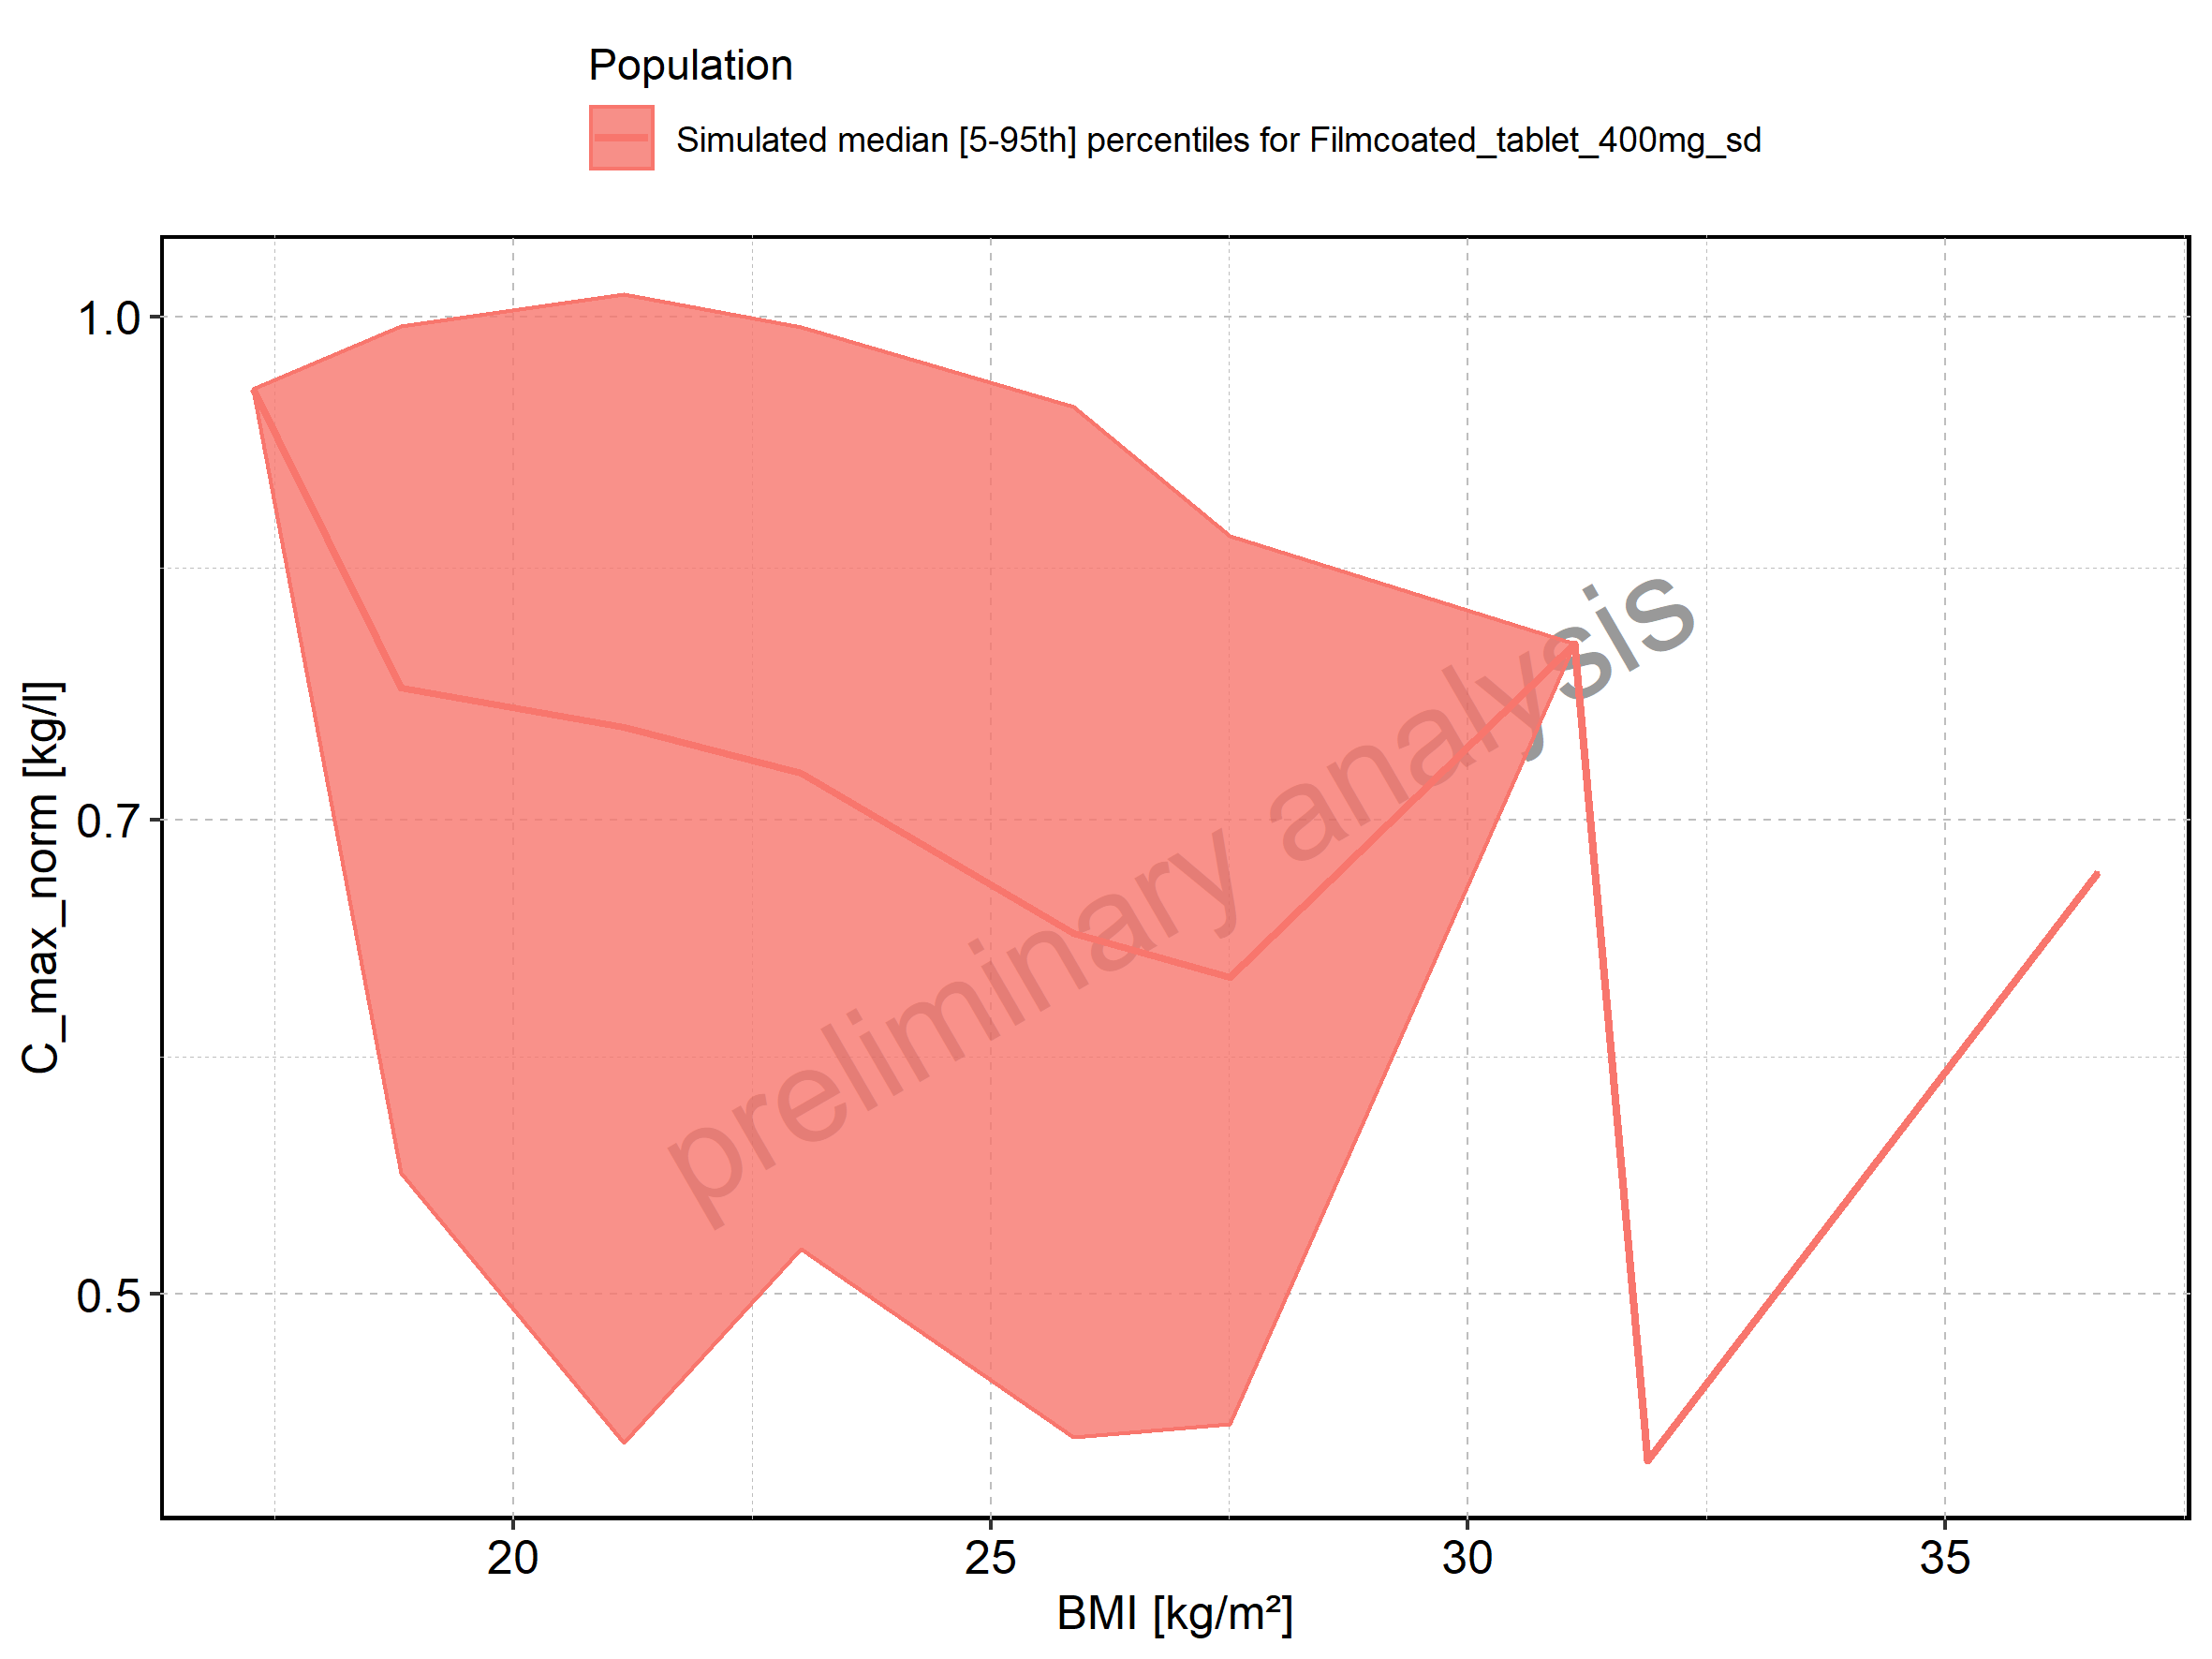 Population
Simulated median [5-95th] percentiles for Filmcoated_tablet_400mg_sd
1.0
0.7
0.5
C_max_norm [kg/l]
preliminary analysis
20 25 30 35
BMI [kg/m²]